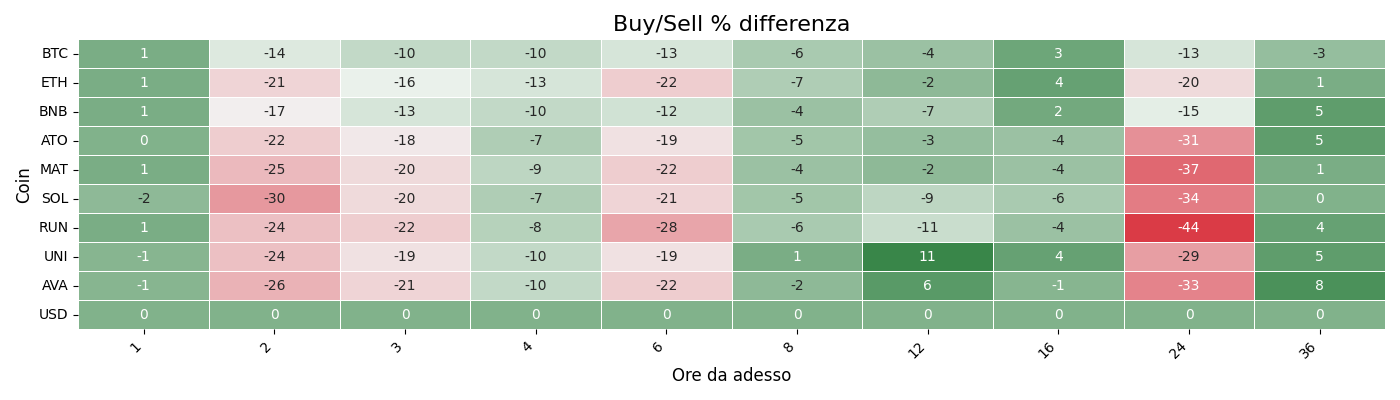 Buy/Sell % differenza
BTC 1 -14 -10 -10 -13 -6 -4 3 -13 -3
ETH 1 -21 -16 -13 -22 -7 -2 4 -20 1
BNB 1 -17 -13 -10 -12 -4 -7 2 -15 5
ATO 0 -22 -18 -7 -19 -5 -3 -4 -31 5
MAT 1 -25 -20 -9 -22 -4 -2 -4 -37 1
SOL -2 -30 -20 -7 -21 -5 -9 -6 -34 0
RUN 1 -24 -22 -8 -28 -6 -11 -4 -44 4
UNI -1 -24 -19 -10 -19 1 11 4 -29 5
AVA -1 -26 -21 -10 -22 -2 6 -1 -33 8
USD 0 0 0 0 0 0 0 0 0 0
Coin
1 2 3 4 6 8 12 16 24 36
Ore da adesso